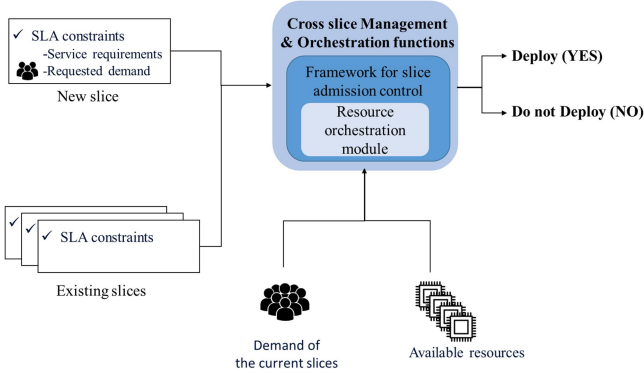 ✓ SLA constraints
-Service requirements
-Requested demand
New slice
✓ SLA constraints
✓
✓
Existing slices
Cross slice Management
& Orchestration functions
Framework for slice
admission control
Resource
orchestration
module
Deploy (YES)
Do not Deploy (NO)
Demand of
the current slices
Available resources